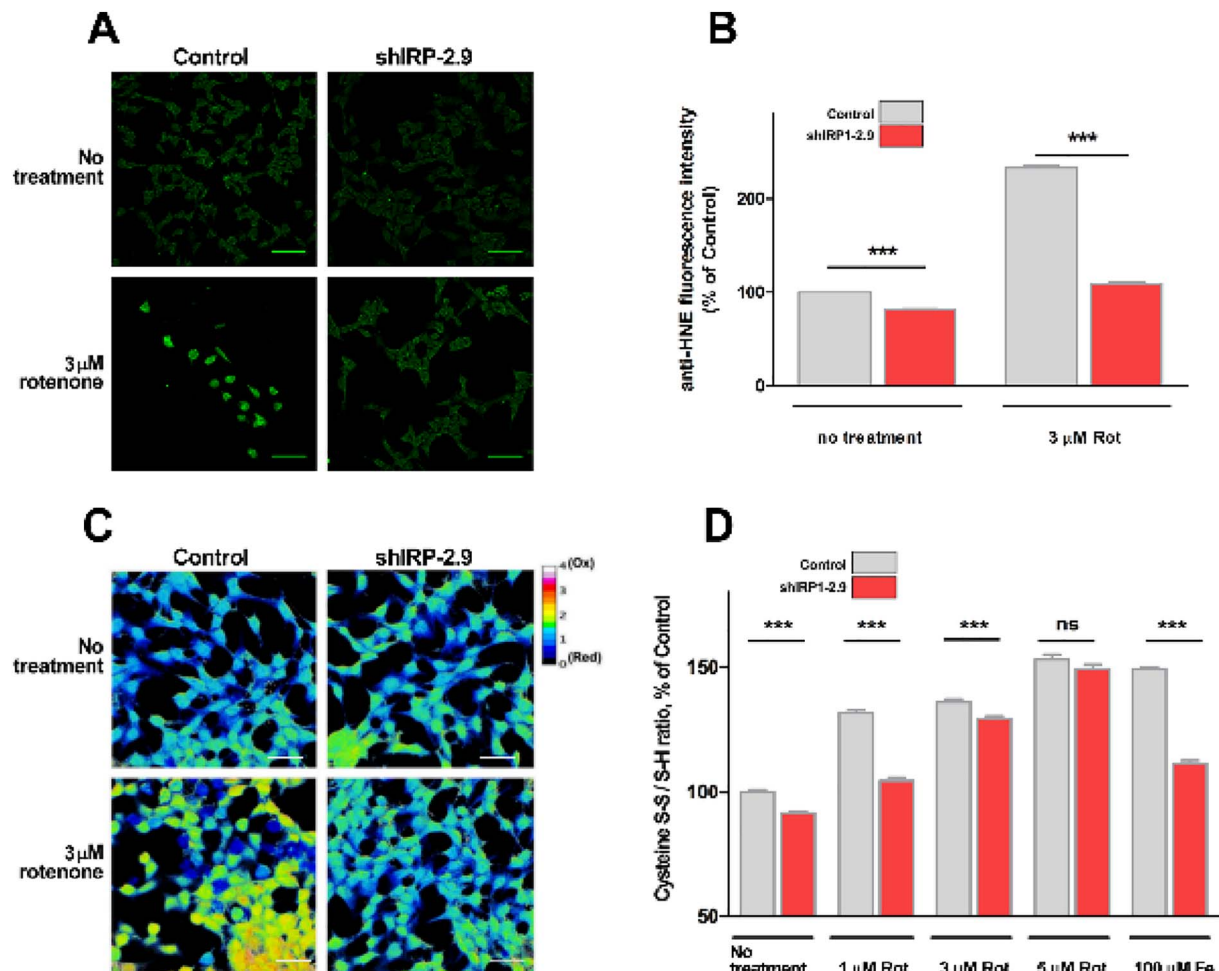 A
Control
shIRP-2.9
No
treatment
3 µM
rotenone
B
Control
shIRP1-2.9
anti-HNE fluorescence intensity
(% of Control)
200
100
0
***
***
no treatment
3 µM Rot
C
Control
shIRP-2.9
4 (Ox)
3
2
1
0 (Red)
No
treatment
3 µM
rotenone
D
Control
shIRP1-2.9
Cysteine S-S / S-H ratio, % of Control
150
100
50
*** *** *** ns ***
No
treatment
1 µM Rot
3 µM Rot
5 µM Rot
100 µM Fe